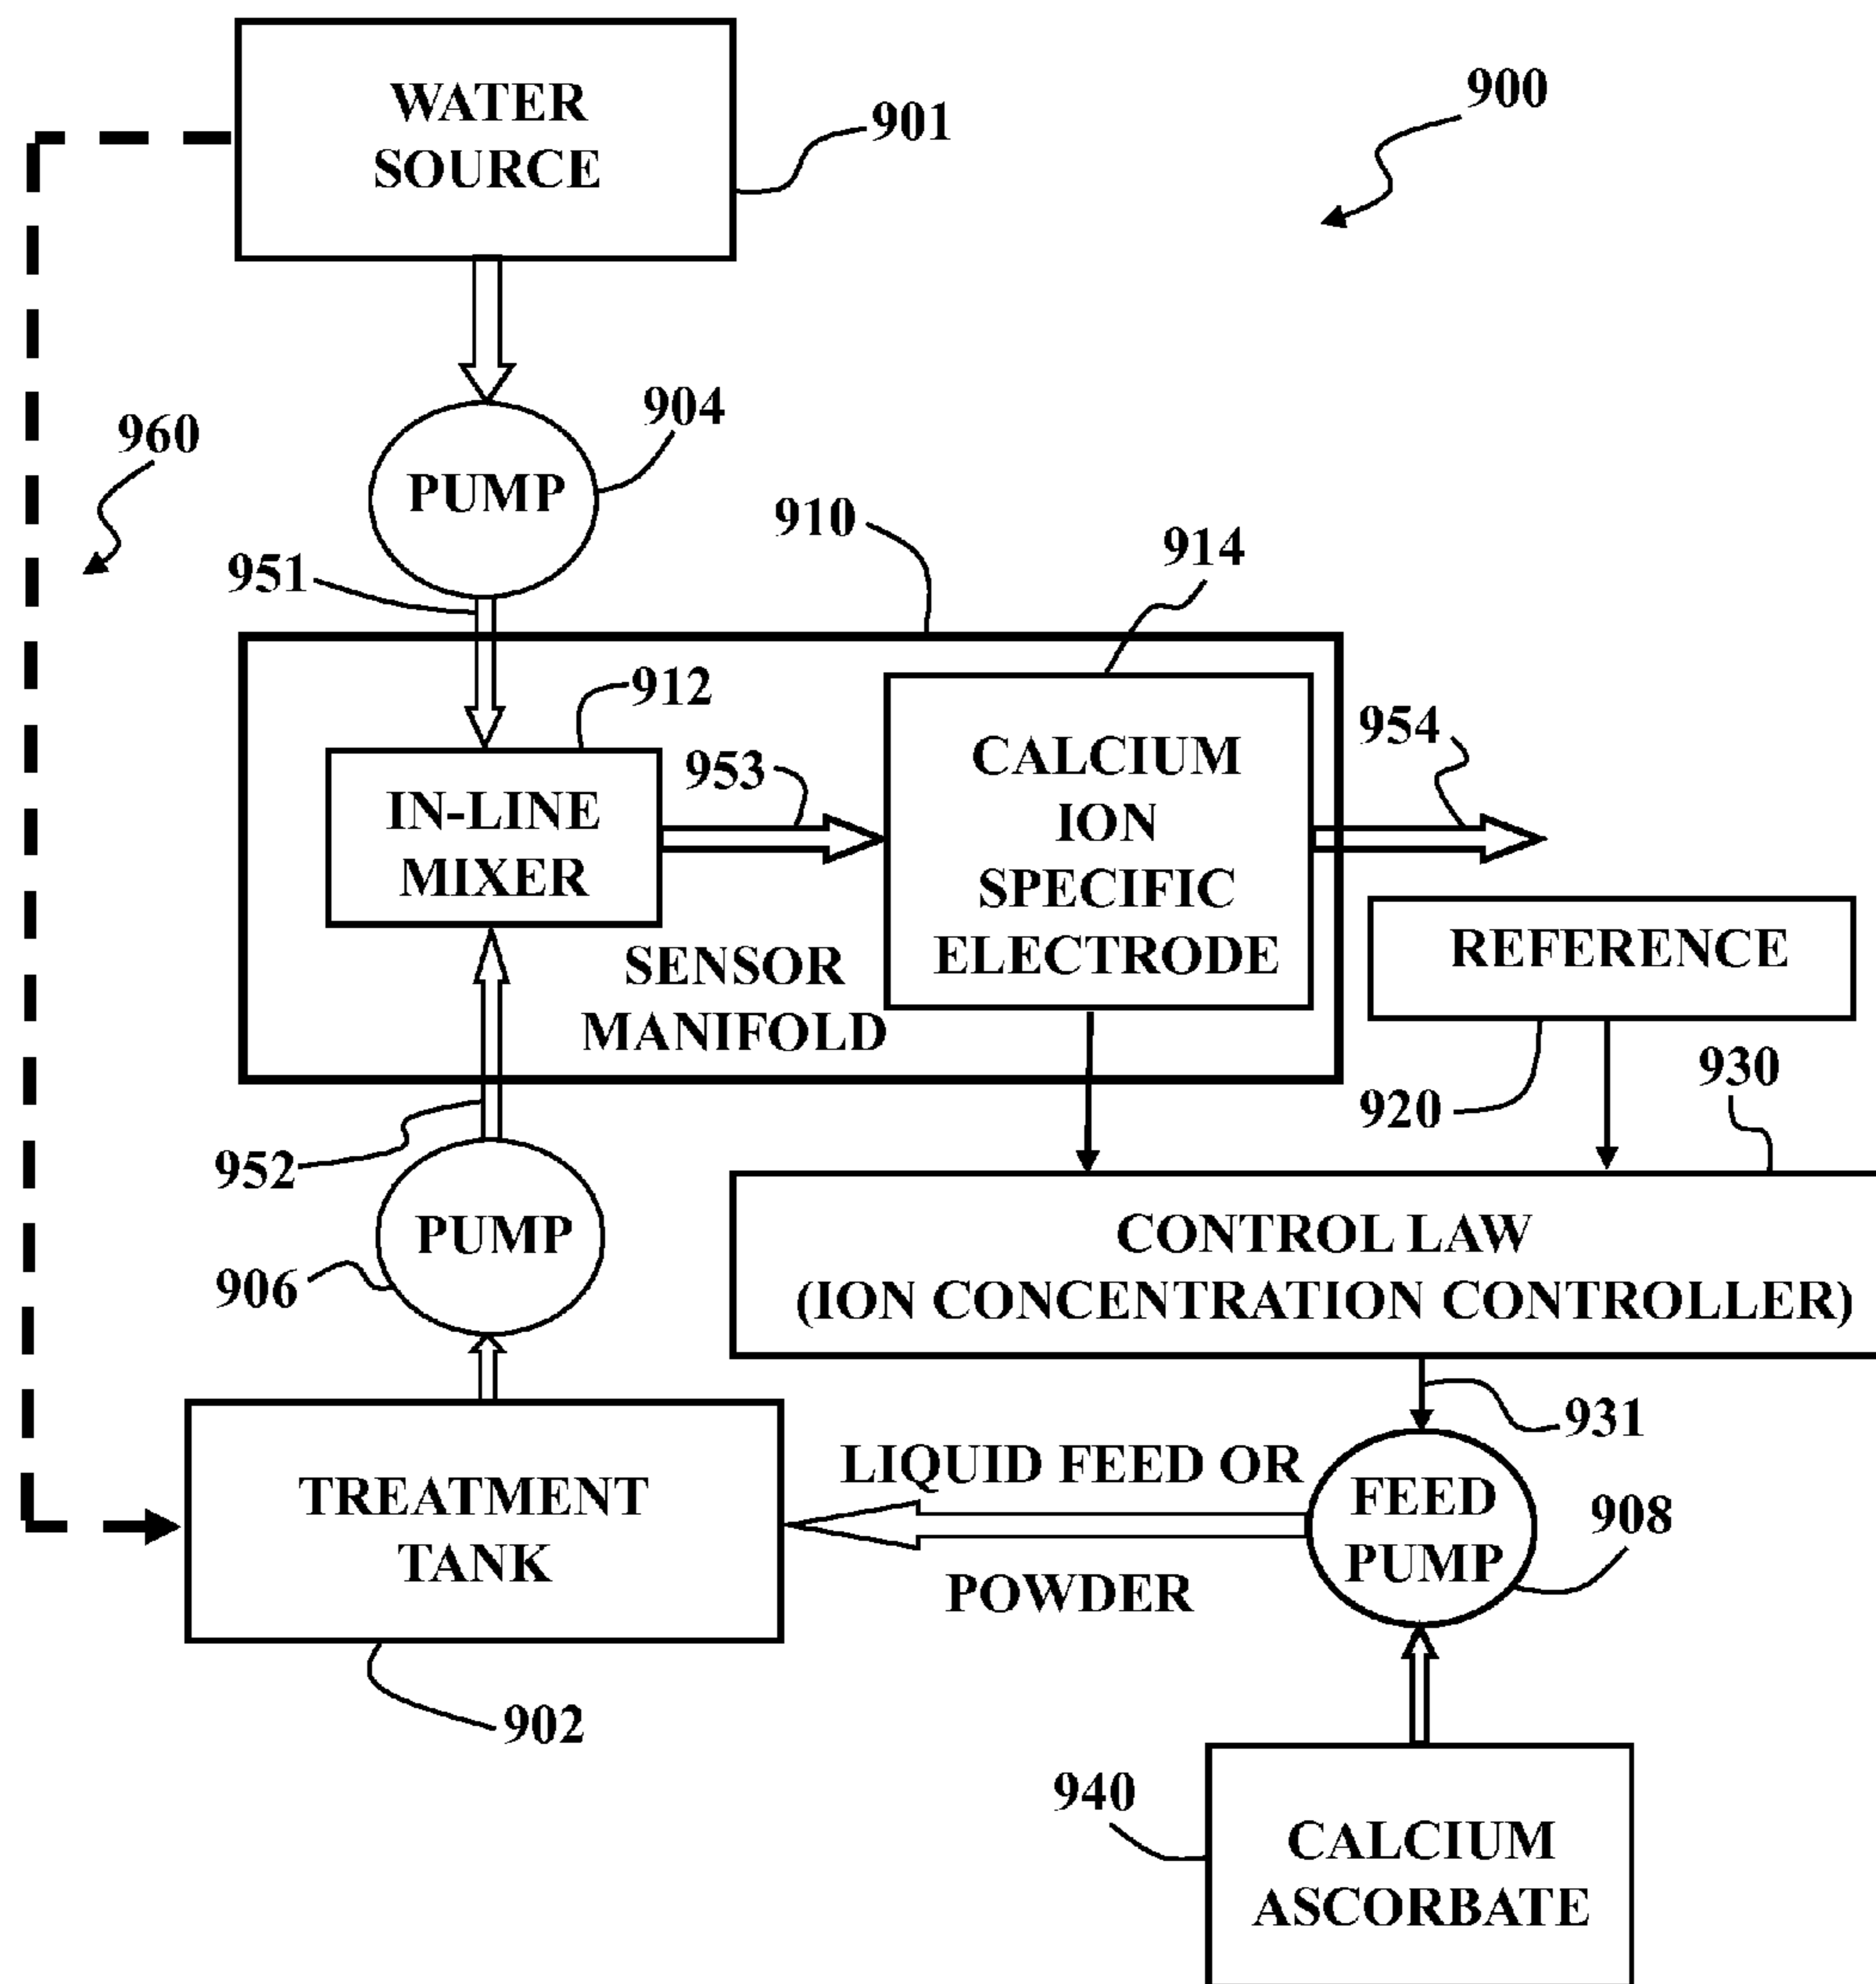 WATER
SOURCE
901
900
904
PUMP
960
910
914
951
912
953
954
CALCIUM
ION
SPECIFIC
ELECTRODE
IN-LINE
MIXER
SENSOR
MANIFOLD
REFERENCE
920
930
952
PUMP
906
CONTROL LAW
(ION CONCENTRATION CONTROLLER)
931
LIQUID FEED OR
POWDER
FEED
PUMP
908
TREATMENT
TANK
902
940
CALCIUM
ASCORBATE